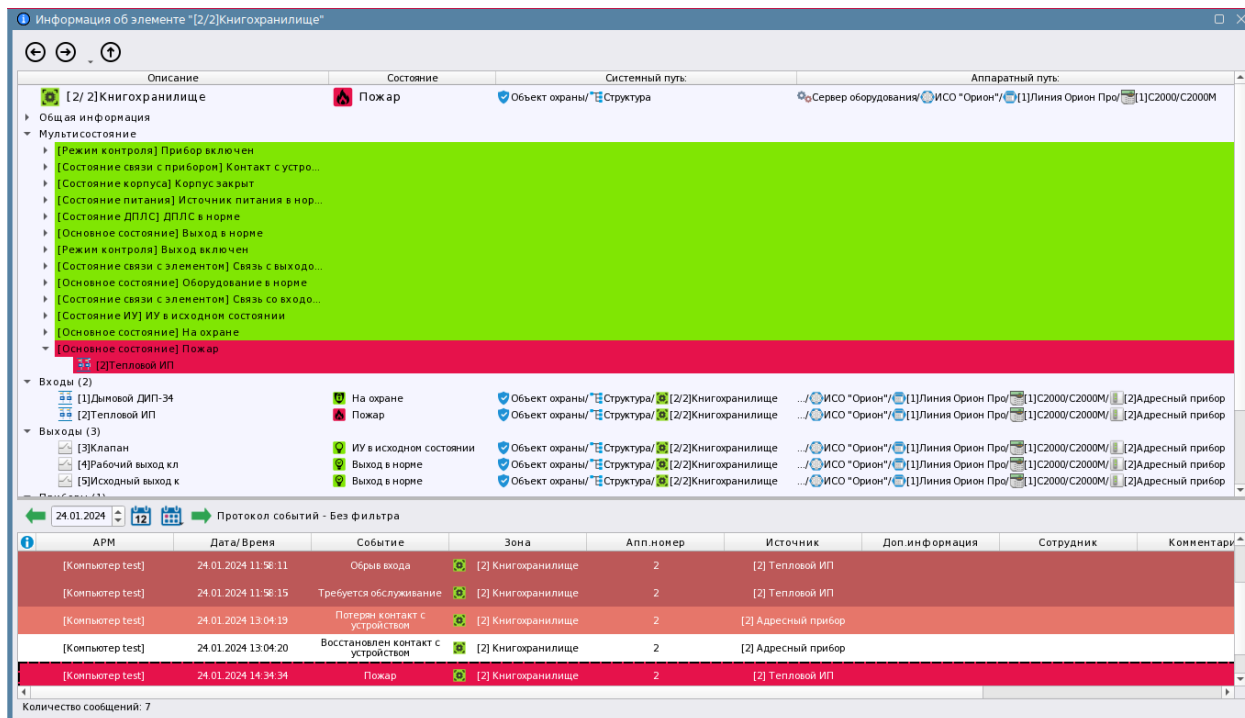 Информация об элементе "[2/2]Книгохранилище"
Описание Состояние Системный путь: Аппаратный путь:
[2/2]Книгохранилище Пожар Объект охраны/Структура Сервер оборудования/ИСО "Орион"/[1]Линия Орион Про/[1]С2000/С2000М
Общая информация
Мультисостояние
[Режим контроля] Прибор включен
[Состояние связи с прибором] Контакт с устро...
[Состояние корпуса] Корпус закрыт
[Состояние питания] Источник питания в нор...
[Состояние ДПЛС] ДПЛС в норме
[Основное состояние] Выход в норме
[Режим контроля] Выход включен
[Состояние связи с элементом] Связь с выходо...
[Основное состояние] Оборудование в норме
[Состояние связи с элементом] Связь со входо...
[Состояние ИУ] ИУ в исходном состоянии
[Основное состояние] На охране
[Основное состояние] Пожар
[2]Тепловой ИП
Входы (2)
[1]Дымовой ДИП-34 На охране Объект охраны/Структура/[2/2]Книгохранилище .../ИСО "Орион"/[1]Линия Орион Про/[1]С2000/С2000М/[2]Адресный прибор
[2]Тепловой ИП Пожар Объект охраны/Структура/[2/2]Книгохранилище .../ИСО "Орион"/[1]Линия Орион Про/[1]С2000/С2000М/[2]Адресный прибор
Выходы (3)
[3]Клапан ИУ в исходном состоянии Объект охраны/Структура/[2/2]Книгохранилище .../ИСО "Орион"/[1]Линия Орион Про/[1]С2000/С2000М/[2]Адресный прибор
[4]Рабочий выход кл Выход в норме Объект охраны/Структура/[2/2]Книгохранилище .../ИСО "Орион"/[1]Линия Орион Про/[1]С2000/С2000М/[2]Адресный прибор
[5]Исходный выход к Выход в норме Объект охраны/Структура/[2/2]Книгохранилище .../ИСО "Орион"/[1]Линия Орион Про/[1]С2000/С2000М/[2]Адресный прибор
24.01.2024 12 Протокол событий - Без фильтра
АРМ Дата/Время Событие Зона Апп.номер Источник Доп.информация Сотрудник Комментари
[Компьютер test] 24.01.2024 11:58:11 Обрыв входа [2] Книгохранилище 2 [2] Тепловой ИП
[Компьютер test] 24.01.2024 11:58:15 Требуется обслуживание [2] Книгохранилище 2 [2] Тепловой ИП
[Компьютер test] 24.01.2024 13:04:19 Потерян контакт с устройством [2] Книгохранилище 2 [2] Адресный прибор
[Компьютер test] 24.01.2024 13:04:20 Восстановлен контакт с устройством [2] Книгохранилище 2 [2] Адресный прибор
[Компьютер test] 24.01.2024 14:34:34 Пожар [2] Книгохранилище 2 [2] Тепловой ИП
Количество сообщений: 7